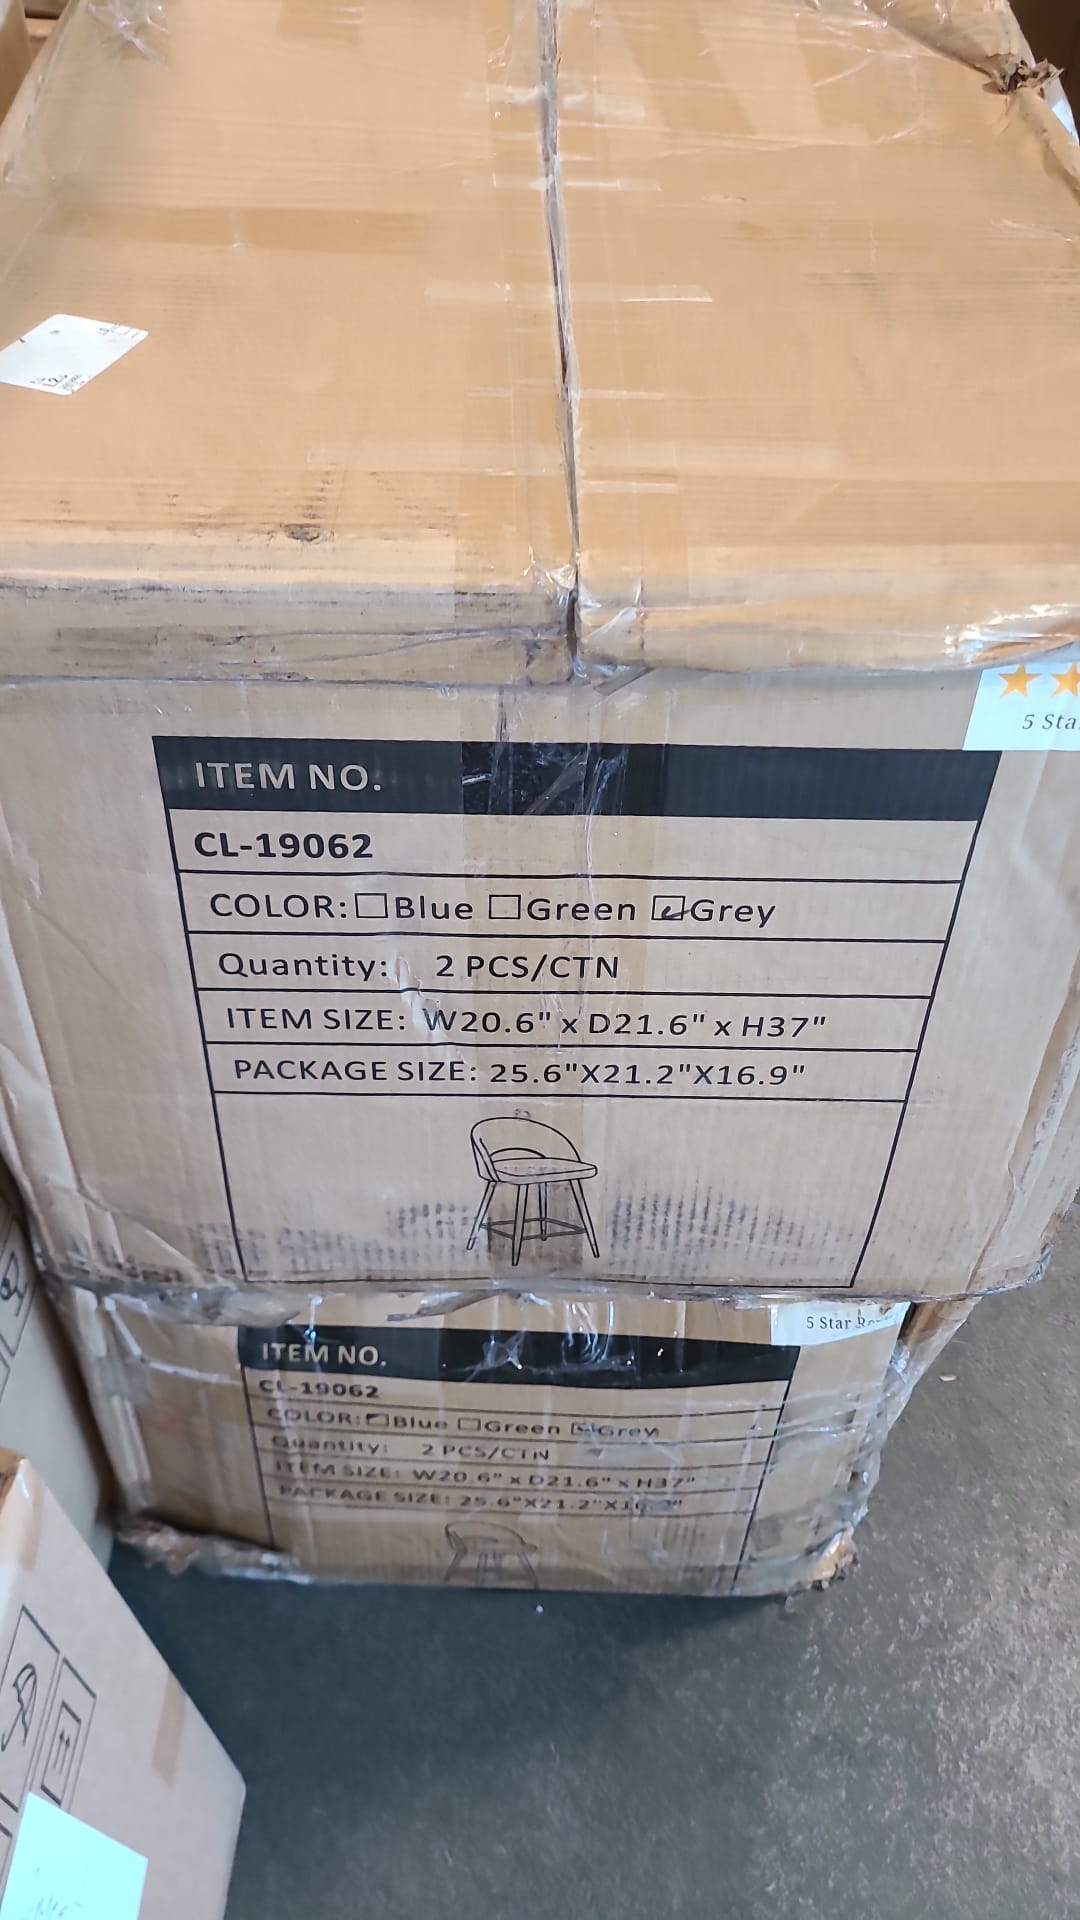 5 Sta
ITEM NO.
CL-19062
COLOR: ☐Blue ☐Green ☑Grey
Quantity: 2 PCS/CTN
ITEM SIZE: W20.6" x D21.6" x H37"
PACKAGE SIZE: 25.6"X21.2"X16.9"
5 Star
ITEM NO.
CL-19062
COLOR: ☑Blue ☐Green ☑Grey
Quantity: 2 PCS/CTN
ITEM SIZE: W20.6" x D21.6" x H37"
PACKAGE SIZE: 25.6"X21.2"